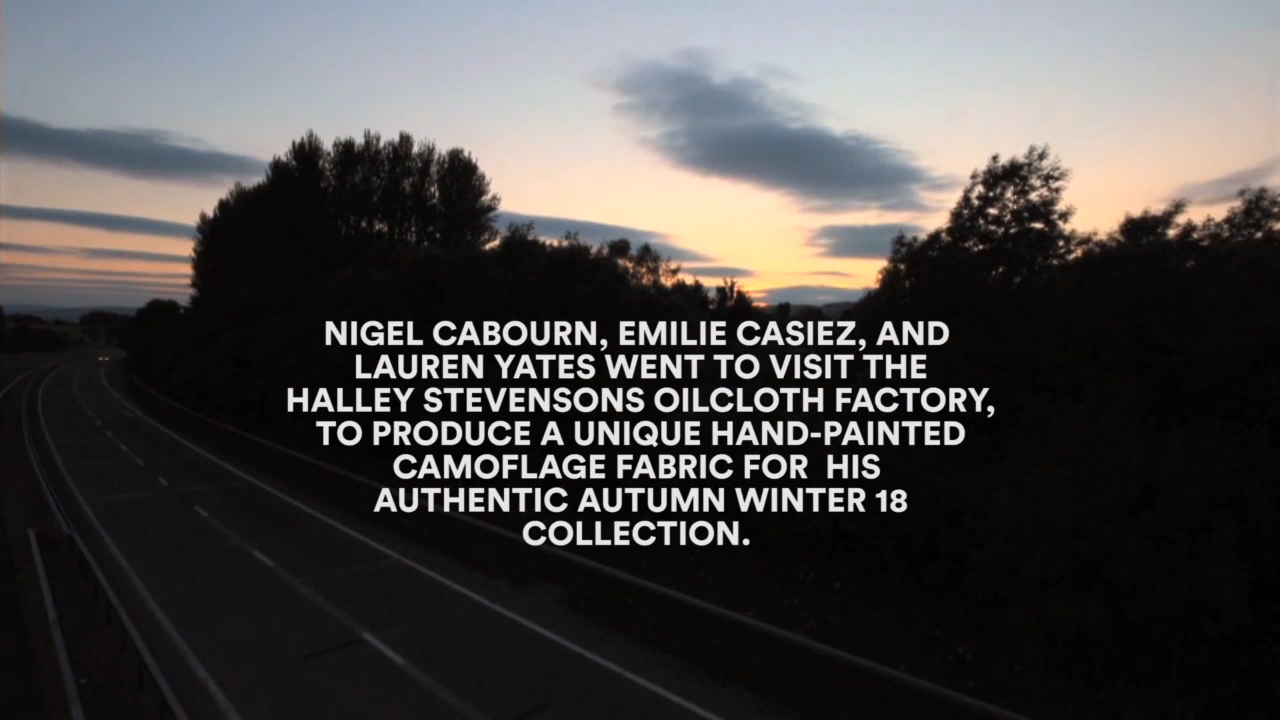 NIGEL CABOURN, EMILIE CASIEZ, AND
LAUREN YATES WENT TO VISIT THE
HALLEY STEVENSONS OILCLOTH FACTORY,
TO PRODUCE A UNIQUE HAND-PAINTED
CAMOFLAGE FABRIC FOR  HIS
AUTHENTIC AUTUMN WINTER 18
COLLECTION.